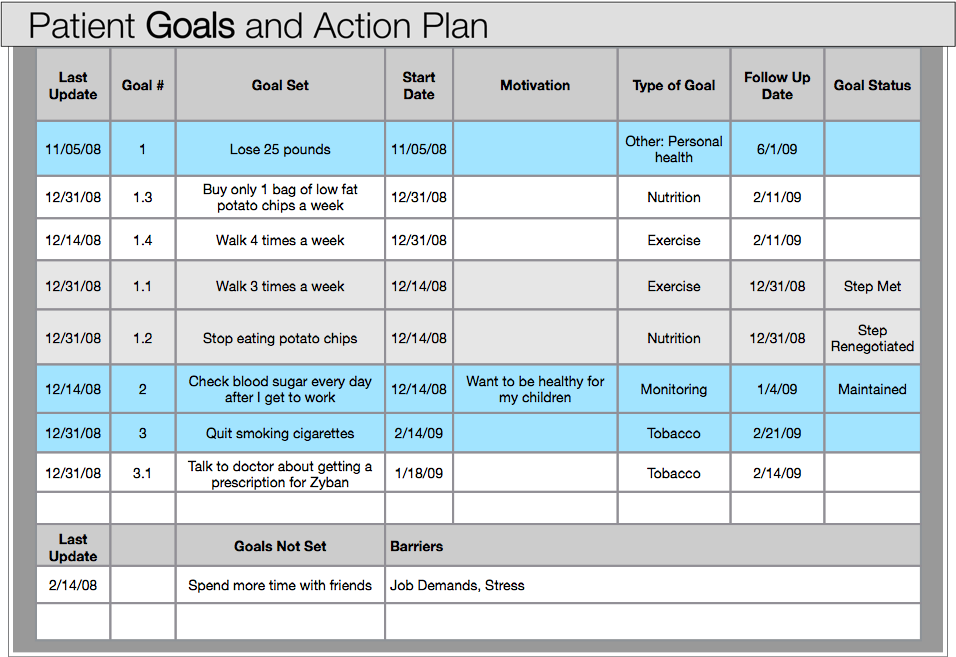 Patient Goals and Action Plan
Last Update Goal # Goal Set Start Date Motivation Type of Goal Follow Up Date Goal Status
11/05/08 1 Lose 25 pounds 11/05/08 Other: Personal health 6/1/09
12/31/08 1.3 Buy only 1 bag of low fat potato chips a week 12/31/08 Nutrition 2/11/09
12/14/08 1.4 Walk 4 times a week 12/31/08 Exercise 2/11/09
12/31/08 1.1 Walk 3 times a week 12/14/08 Exercise 12/31/08 Step Met
12/31/08 1.2 Stop eating potato chips 12/14/08 Nutrition 12/31/08 Step Renegotiated
12/14/08 2 Check blood sugar every day after I get to work 12/14/08 Want to be healthy for my children Monitoring 1/4/09 Maintained
12/31/08 3 Quit smoking cigarettes 2/14/09 Tobacco 2/21/09
12/31/08 3.1 Talk to doctor about getting a prescription for Zyban 1/18/09 Tobacco 2/14/09
Last Update Goals Not Set Barriers
2/14/08 Spend more time with friends Job Demands, Stress